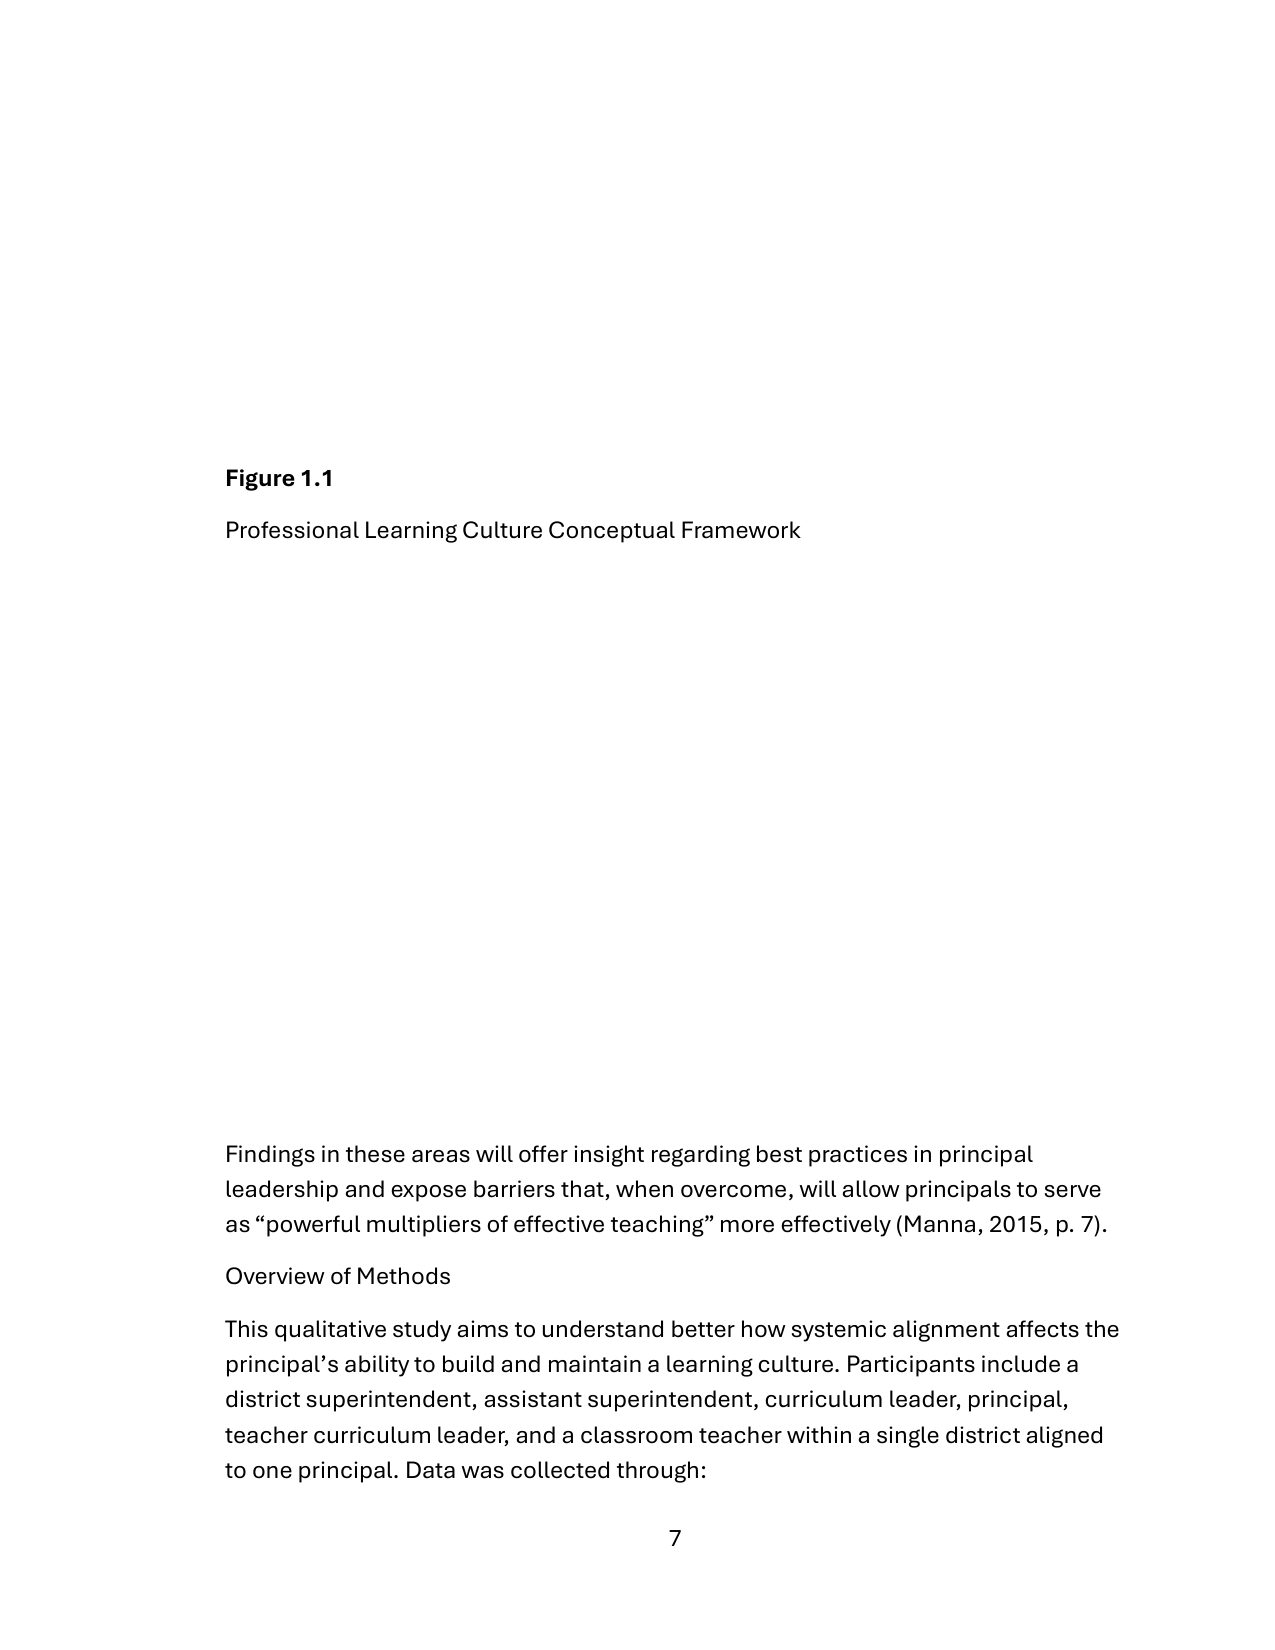 Figure 1.1
Professional Learning Culture Conceptual Framework
Findings in these areas will offer insight regarding best practices in principal
leadership and expose barriers that, when overcome, will allow principals to serve
as “powerful multipliers of effective teaching” more effectively (Manna, 2015, p. 7).
Overview of Methods
This qualitative study aims to understand better how systemic alignment affects the
principal’s ability to build and maintain a learning culture. Participants include a
district superintendent, assistant superintendent, curriculum leader, principal,
teacher curriculum leader, and a classroom teacher within a single district aligned
to one principal. Data was collected through:
7